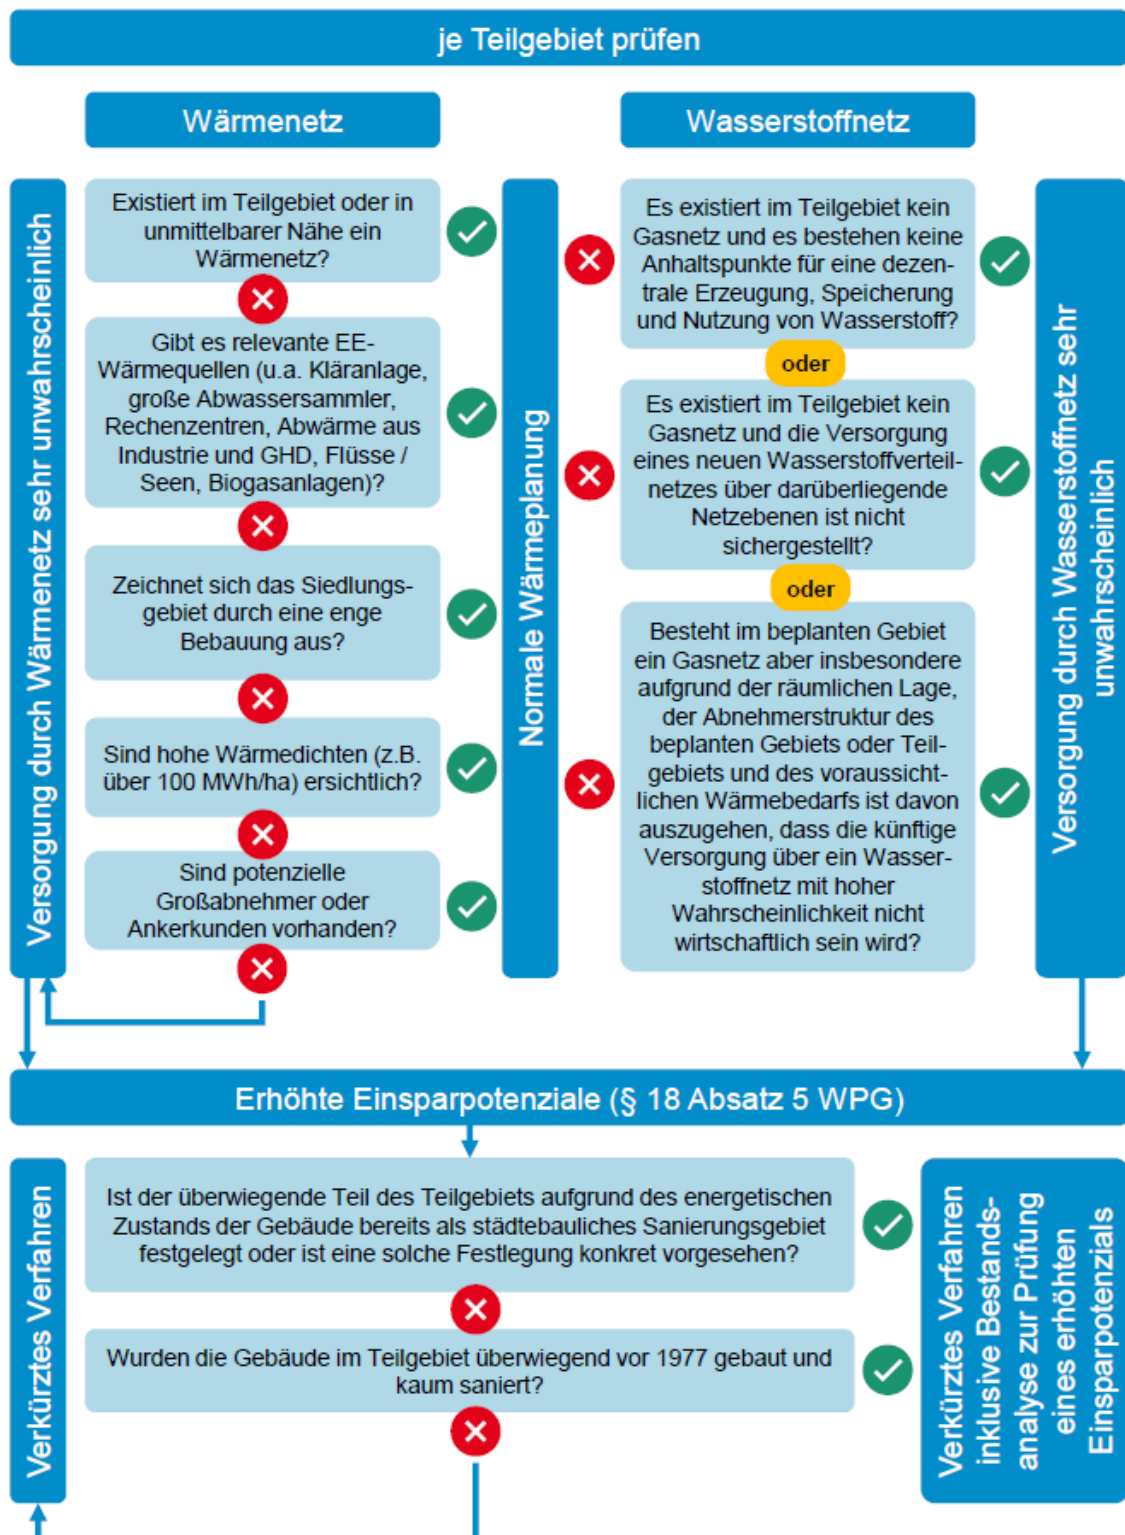 je Teilgebiet prüfen
Wärmenetz
Wasserstoffnetz
Versorgung durch Wärmenetz sehr unwahrscheinlich
Existiert im Teilgebiet oder in
unmittelbarer Nähe ein
Wärmenetz?
Gibt es relevante EE-
Wärmequellen (u.a. Kläranlage,
große Abwassersammler,
Rechenzentren, Abwärme aus
Industrie und GHD, Flüsse /
Seen, Biogasanlagen)?
Zeichnet sich das Siedlungs-
gebiet durch eine enge
Bebauung aus?
Sind hohe Wärmedichten (z.B.
über 100 MWh/ha) ersichtlich?
Sind potenzielle
Großabnehmer oder
Ankerkunden vorhanden?
Normale Wärmeplanung
Es existiert im Teilgebiet kein
Gasnetz und es bestehen keine
Anhaltspunkte für eine dezen-
trale Erzeugung, Speicherung
und Nutzung von Wasserstoff?
oder
Es existiert im Teilgebiet kein
Gasnetz und die Versorgung
eines neuen Wasserstoffverteil-
netzes über darüberliegende
Netzebenen ist nicht
sichergestellt?
oder
Besteht im beplanten Gebiet
ein Gasnetz aber insbesondere
aufgrund der räumlichen Lage,
der Abnehmerstruktur des
beplanten Gebiets oder Teil-
gebiets und des voraussicht-
lichen Wärmebedarfs ist davon
auszugehen, dass die künftige
Versorgung über ein Wasser-
stoffnetz mit hoher
Wahrscheinlichkeit nicht
wirtschaftlich sein wird?
Versorgung durch Wasserstoffnetz sehr
unwahrscheinlich
Erhöhte Einsparpotenziale (§ 18 Absatz 5 WPG)
Verkürztes Verfahren
Ist der überwiegende Teil des Teilgebiets aufgrund des energetischen
Zustands der Gebäude bereits als städtebauliches Sanierungsgebiet
festgelegt oder ist eine solche Festlegung konkret vorgesehen?
Wurden die Gebäude im Teilgebiet überwiegend vor 1977 gebaut und
kaum saniert?
Verkürztes Verfahren
inklusive Bestands-
analyse zur Prüfung
eines erhöhten
Einsparpotenzials